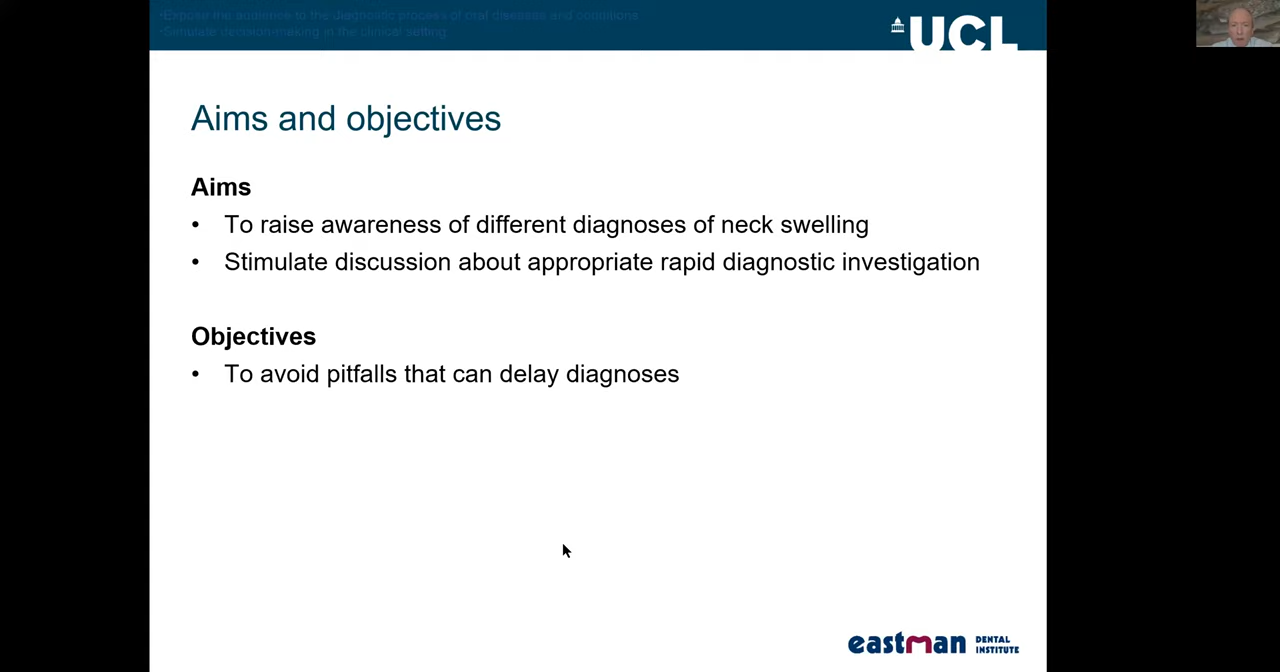 •Expose the audience to the diagnostic process of oral diseases and conditions
•Simulate decision-making in the clinical setting
UCL
Aims and objectives
Aims
• To raise awareness of different diagnoses of neck swelling
• Stimulate discussion about appropriate rapid diagnostic investigation
Objectives
• To avoid pitfalls that can delay diagnoses
eastman DENTAL
INSTITUTE